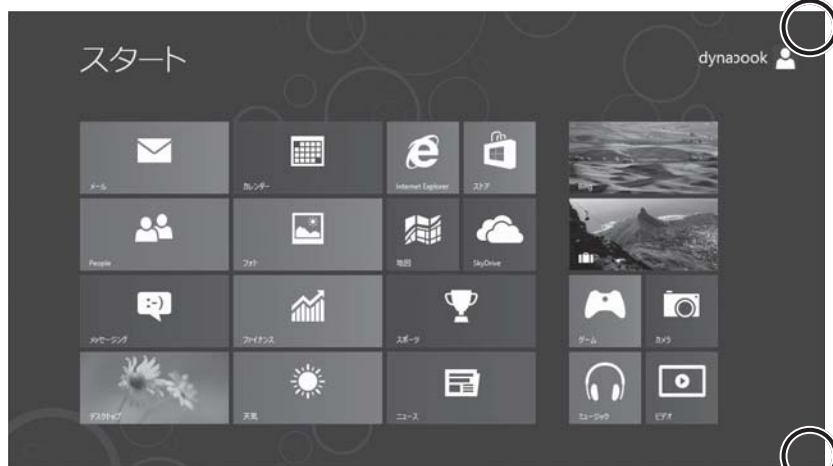 スタート
dynabook
メール
カレンダー
Internet Explorer
ストア
Bing
People
フォト
地図
SkyDrive
メッセージング
ファイナンス
スポーツ
ゲーム
カメラ
デスクトップ
天気
ニュース
ミュージック
ビデオ